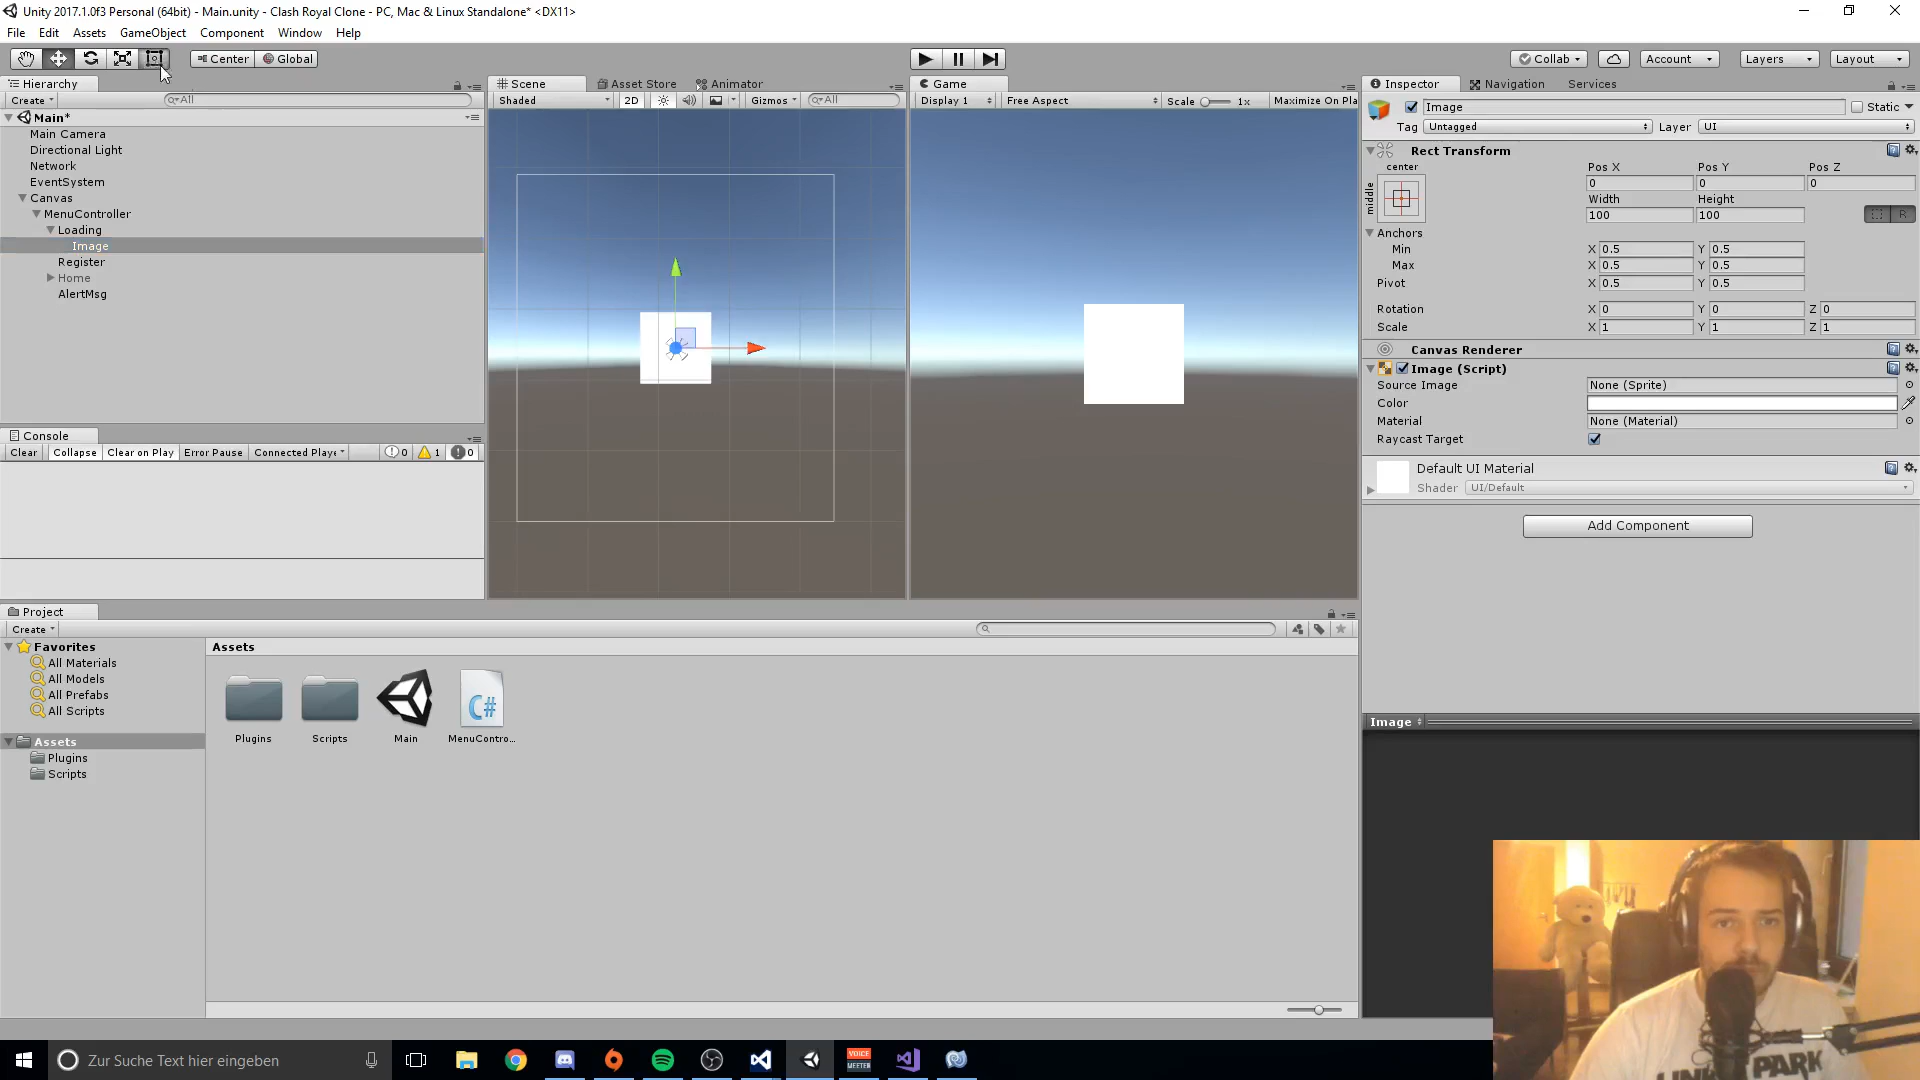 Unity 2017.1.0f3 Personal (64bit) - Main.unity - Clash Royal Clone - PC, Mac & Linux Standalone* <DX11>
File Edit Assets GameObject Component Window Help
Center Global Collab Account Layers Layout
Hierarchy
Create All
Main*
Main Camera
Directional Light
Network
EventSystem
Canvas
MenuController
Loading
Image
Register
Home
AlertMsg
Scene Asset Store Animator
Shaded 2D Gizmos All
Game
Display 1 Free Aspect Scale 1x Maximize On Pla
Inspector Navigation Services
Image Static
Tag Untagged Layer UI
Rect Transform
center
middle
Pos X Pos Y Pos Z
0 0 0
Width Height
100 100 R
Anchors
Min X 0.5 Y 0.5
Max X 0.5 Y 0.5
Pivot X 0.5 Y 0.5
Rotation X 0 Y 0 Z 0
Scale X 1 Y 1 Z 1
Canvas Renderer
Image (Script)
Source Image None (Sprite)
Color
Material None (Material)
Raycast Target
Default UI Material
Shader UI/Default
Add Component
Image
Console
Clear Collapse Clear on Play Error Pause Connected Playe 0 1 0
Project
Create
Favorites
All Materials
All Models
All Prefabs
All Scripts
Assets
Plugins
Scripts
Assets
Plugins Scripts Main C# MenuContro...
Zur Suche Text hier eingeben
VOICE
MEETER
PARK